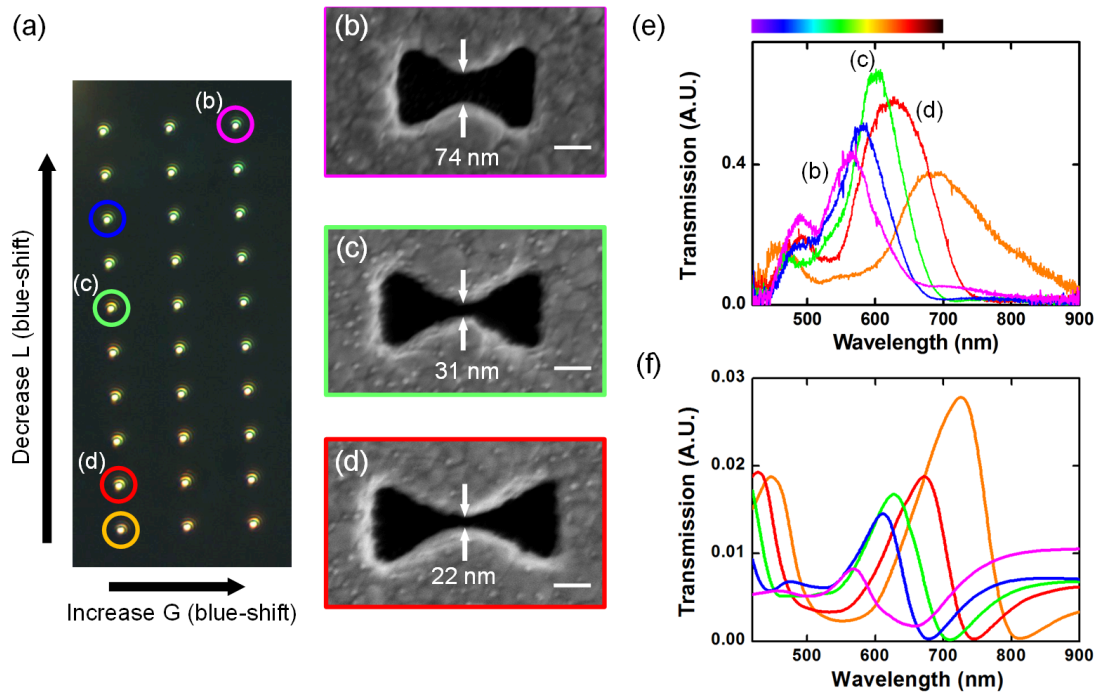 (a)
(b)
(c)
(d)
Decrease L (blue-shift)
Increase G (blue-shift)
(b)
74 nm
(c)
31 nm
(d)
22 nm
(e)
(c)
(d)
(b)
0.4
0.0
Transmission (A.U.)
500 600 700 800 900
Wavelength (nm)
(f)
0.03
0.02
0.01
0.00
Transmission (A.U.)
500 600 700 800 900
Wavelength (nm)